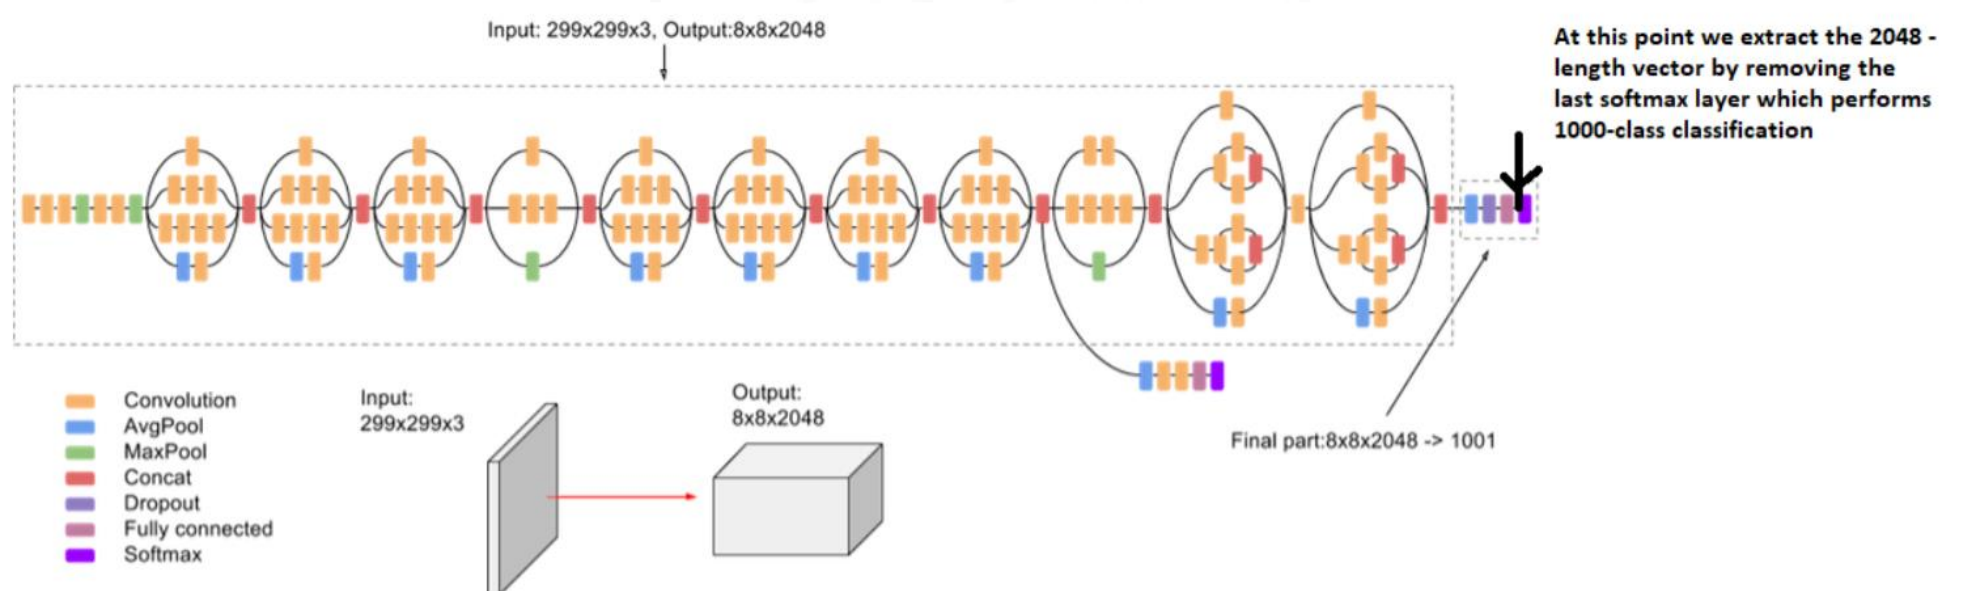 Input: 299x299x3, Output:8x8x2048
At this point we extract the 2048 -
length vector by removing the
last softmax layer which performs
1000-class classification
Convolution
AvgPool
MaxPool
Concat
Dropout
Fully connected
Softmax
Input:
299x299x3
Output:
8x8x2048
Final part:8x8x2048 -> 1001